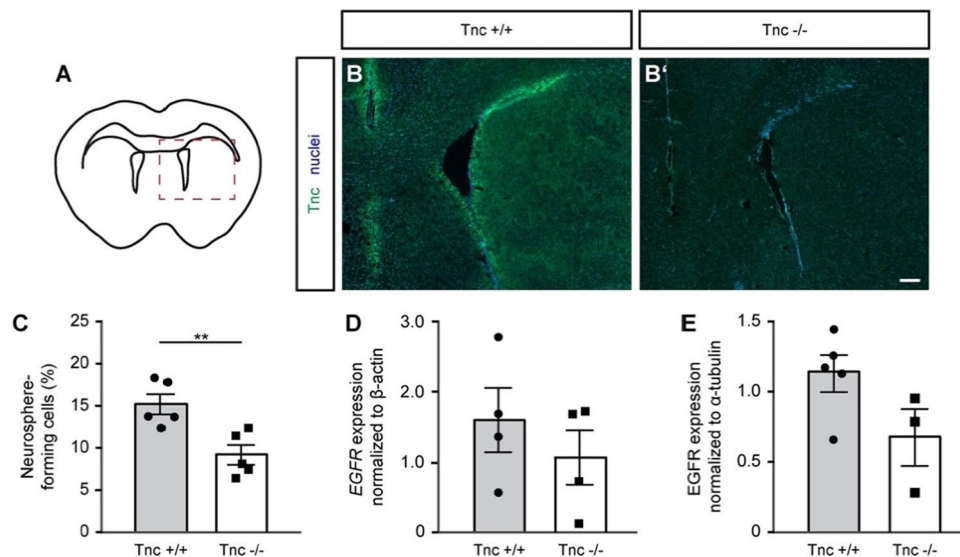 Tnc +/+
Tnc -/-
A
Tnc nuclei
B
B'
C
Neurosphere-
forming cells (%)
25
20
15
10
5
0
**
Tnc +/+
Tnc -/-
D
EGFR expression
normalized to β-actin
3.0
2.0
1.0
0
Tnc +/+
Tnc -/-
E
EGFR expression
normalized to α-tubulin
1.5
1.0
0.5
0
Tnc +/+
Tnc -/-